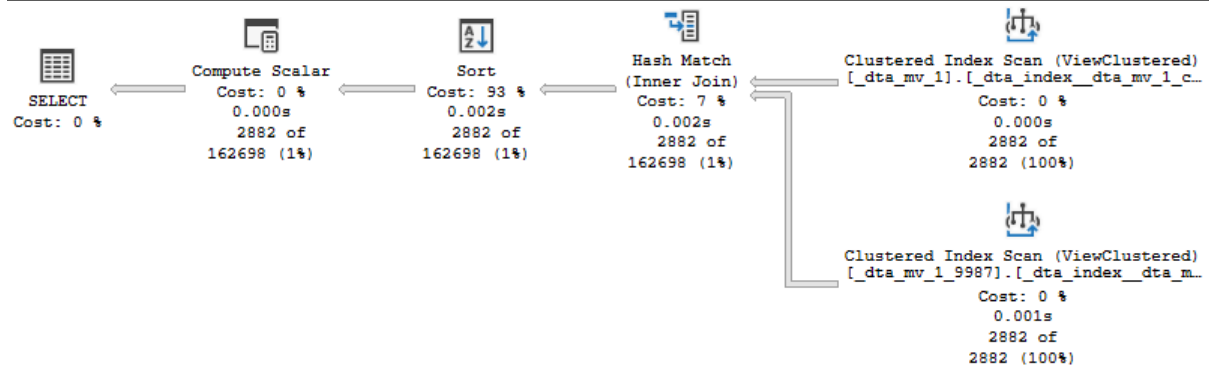 SELECT
Cost: 0 %
Compute Scalar
Cost: 0 %
0.000s
2882 of
162698 (1%)
Sort
Cost: 93 %
0.002s
2882 of
162698 (1%)
Hash Match
(Inner Join)
Cost: 7 %
0.002s
2882 of
162698 (1%)
Clustered Index Scan (ViewClustered)
[_dta_mv_1].[_dta_index__dta_mv_1_c…
Cost: 0 %
0.000s
2882 of
2882 (100%)
Clustered Index Scan (ViewClustered)
[_dta_mv_1_9987].[_dta_index__dta_m…
Cost: 0 %
0.001s
2882 of
2882 (100%)